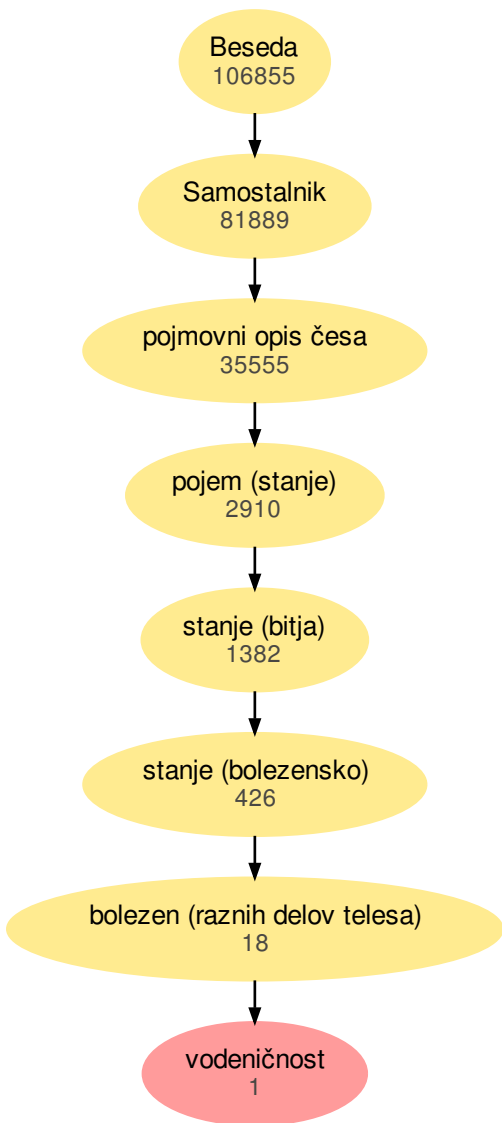 Beseda
106855
Samostalnik
81889
pojmovni opis česa
35555
pojem (stanje)
2910
stanje (bitja)
1382
stanje (bolezensko)
426
bolezen (raznih delov telesa)
18
vodeničnost
1